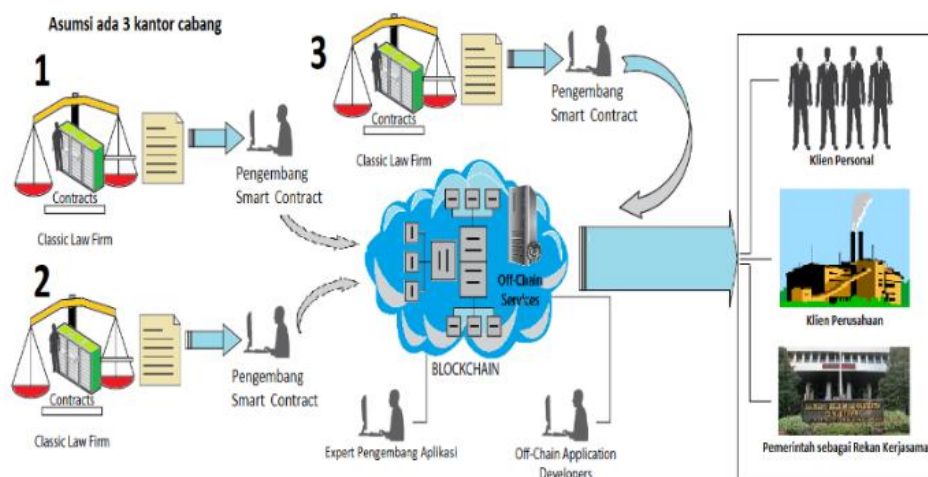 Asumsi ada 3 kantor cabang
1
Contracts
Classic Law Firm
Pengembang
Smart Contract
3
Contracts
Classic Law Firm
Pengembang
Smart Contract
2
Contracts
Classic Law Firm
Pengembang
Smart Contract
Off-Chain
Services
BLOCKCHAIN
Expert Pengembang Aplikasi
Off-Chain Application
Developers
Klien Personal
Klien Perusahaan
Pemerintah sebagai Rekan Kerjasama